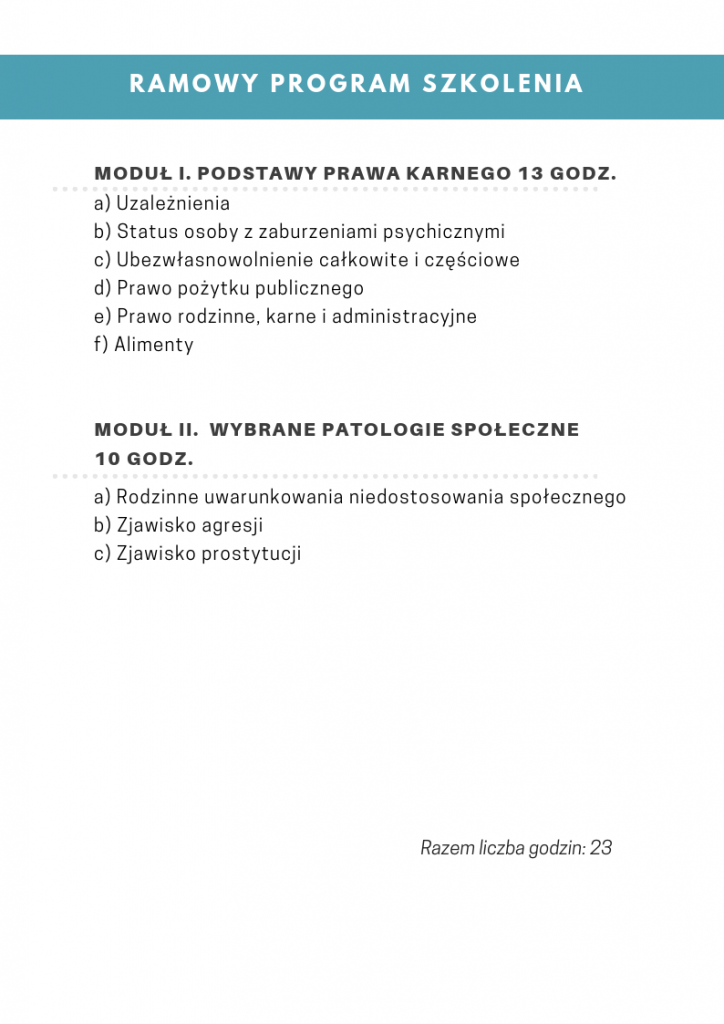 RAMOWY PROGRAM SZKOLENIA
MODUŁ I. PODSTAWY PRAWA KARNEGO 13 GODZ.
a) Uzależnienia
b) Status osoby z zaburzeniami psychicznymi
c) Ubezwłasnowolnienie całkowite i częściowe
d) Prawo pożytku publicznego
e) Prawo rodzinne, karne i administracyjne
f) Alimenty
MODUŁ II. WYBRANE PATOLOGIE SPOŁECZNE
10 GODZ.
a) Rodzinne uwarunkowania niedostosowania społecznego
b) Zjawisko agresji
c) Zjawisko prostytucji
Razem liczba godzin: 23